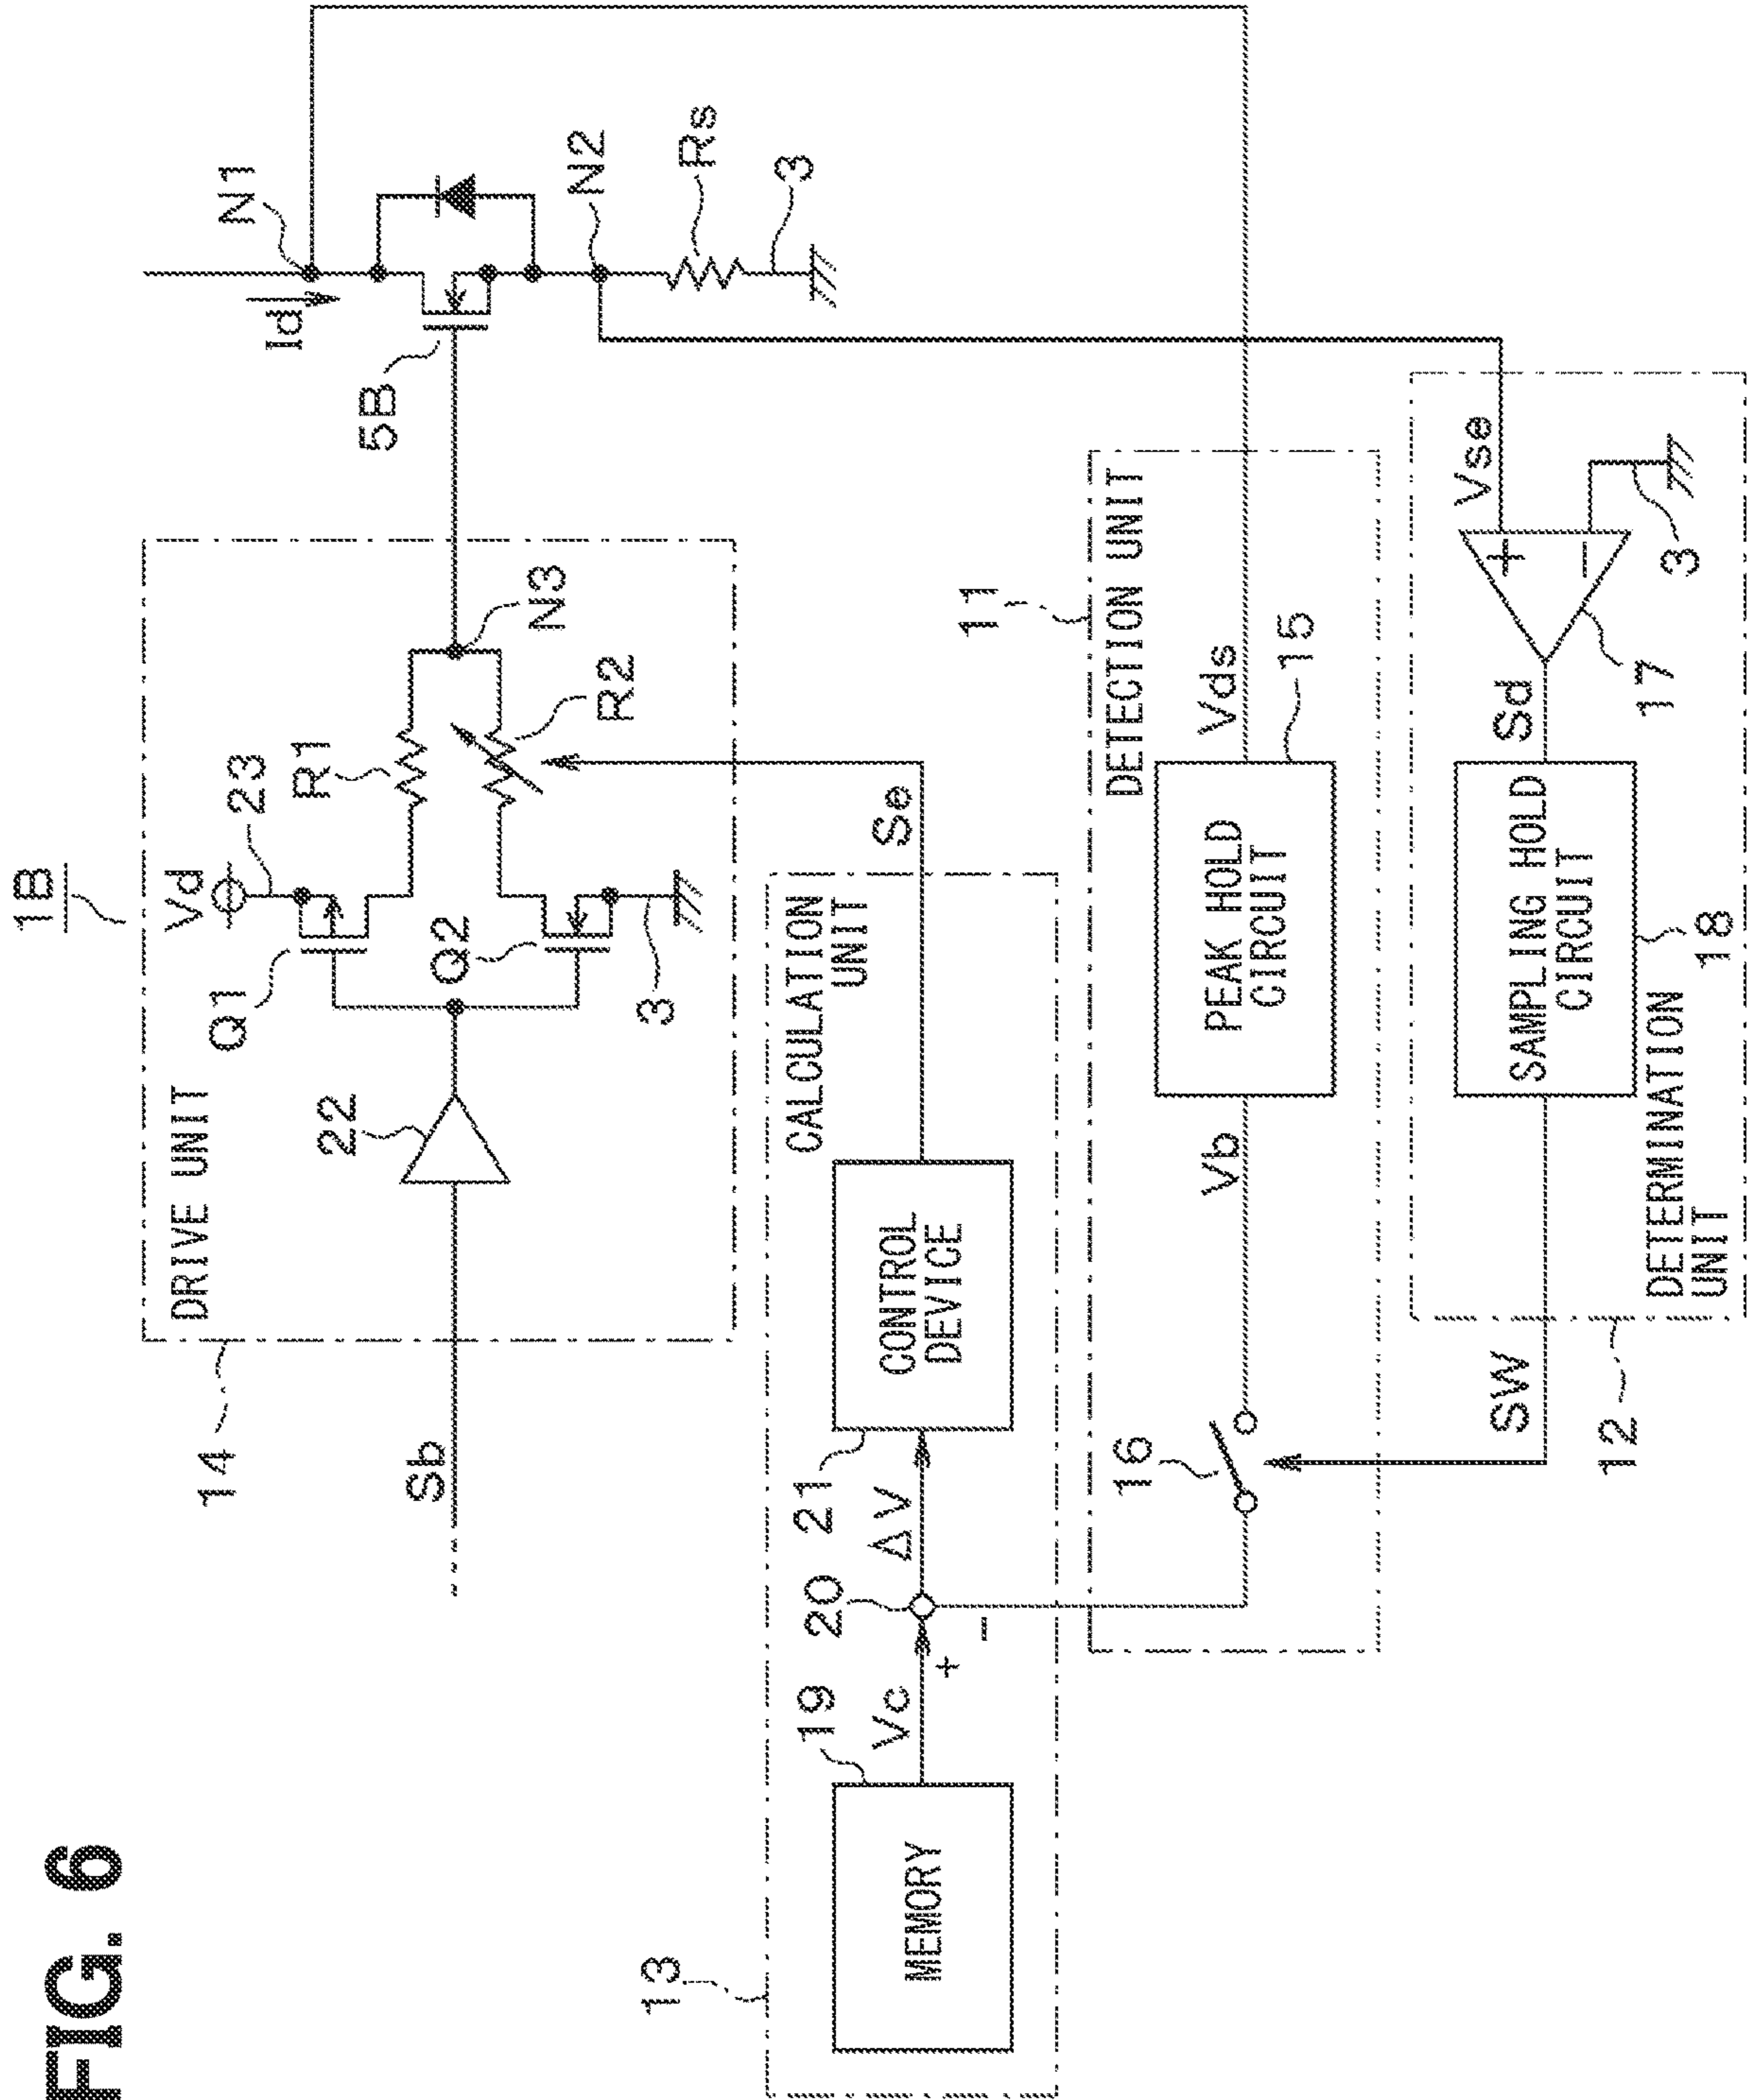 FIG. 6
1B
14
DRIVE UNIT
Sb
22
Q1
Vd
23
R1
Q2
3
R2
N3
5B
Id
N1
N2
Rs
3
13
CALCULATION
UNIT
MEMORY
19
Vc
+
-
20
ΔV
21
CONTROL
DEVICE
Se
11
DETECTION UNIT
16
Vb
PEAK HOLD
CIRCUIT
15
Vds
12
DETERMINATION
UNIT
SW
SAMPLING HOLD
CIRCUIT
18
Sd
17
+
-
Vse
3